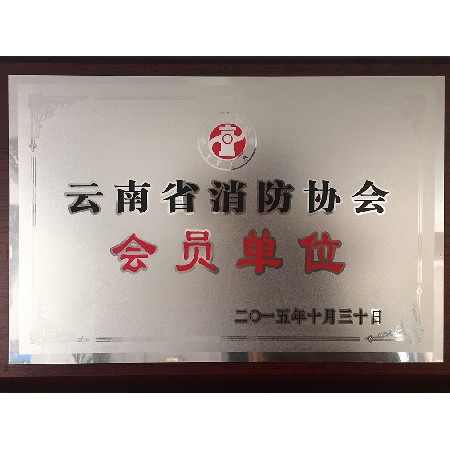 云南省消防协会
会员单位
二〇一五年十月三十日